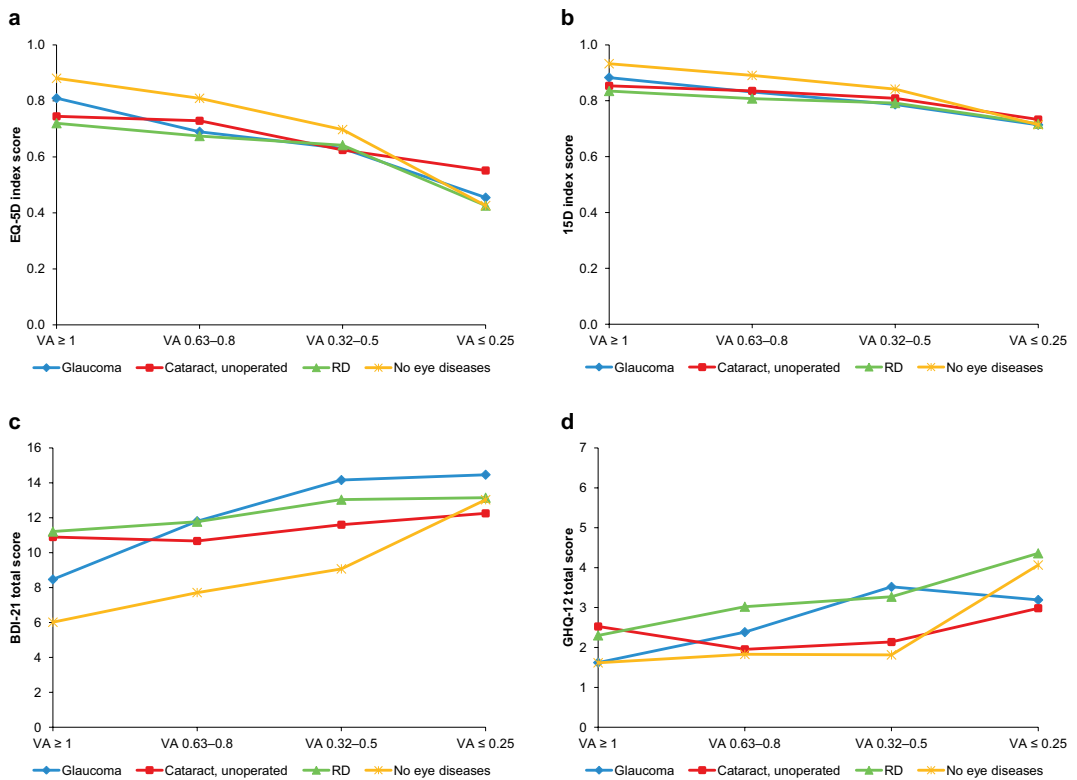 a
1.0
0.8
0.6
0.4
0.2
0.0
EQ-5D index score
VA ≥ 1 VA 0.63–0.8 VA 0.32–0.5 VA ≤ 0.25
Glaucoma Cataract, unoperated RD No eye diseases
b
1.0
0.8
0.6
0.4
0.2
0.0
15D index score
VA ≥ 1 VA 0.63–0.8 VA 0.32–0.5 VA ≤ 0.25
Glaucoma Cataract, unoperated RD No eye diseases
c
16
14
12
10
8
6
4
2
0
BDI-21 total score
VA ≥ 1 VA 0.63–0.8 VA 0.32–0.5 VA ≤ 0.25
Glaucoma Cataract, unoperated RD No eye diseases
d
7
6
5
4
3
2
1
0
GHQ-12 total score
VA ≥ 1 VA 0.63–0.8 VA 0.32–0.5 VA ≤ 0.25
Glaucoma Cataract, unoperated RD No eye diseases